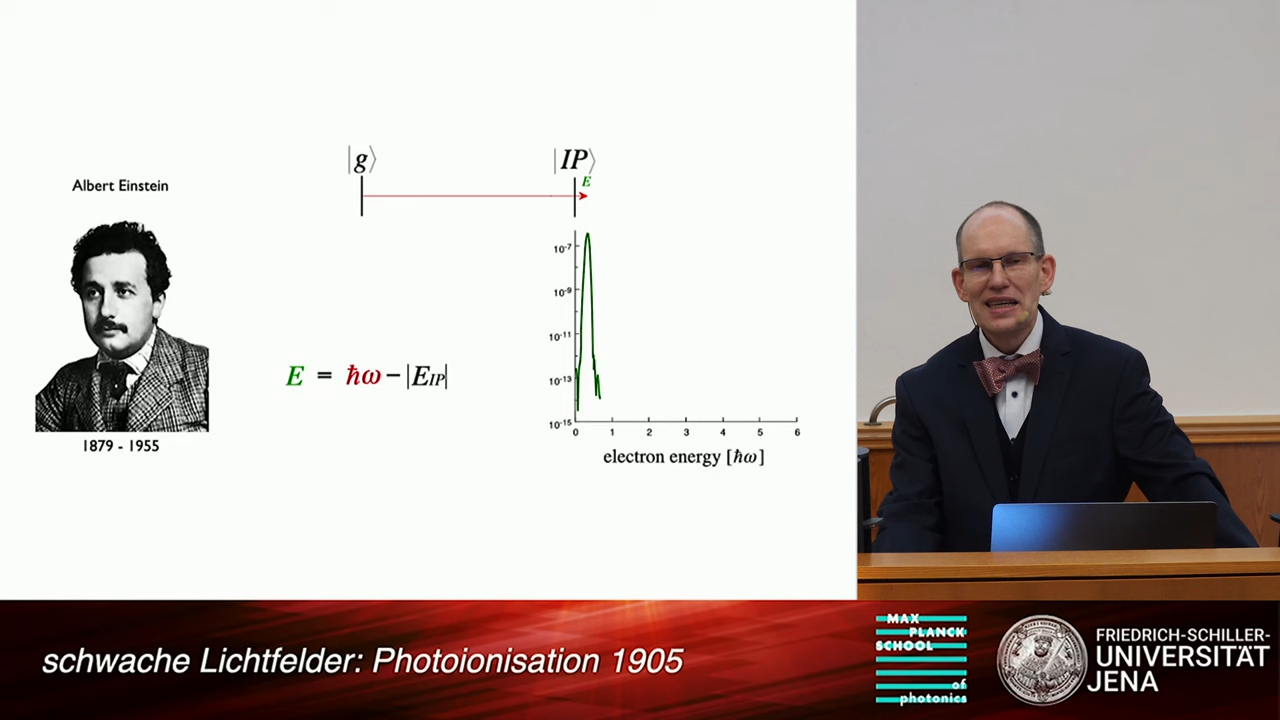 Albert Einstein
1879 - 1955
|g⟩
|IP⟩
E
E = ħω – |E_IP|
10⁻⁷
10⁻⁹
10⁻¹¹
10⁻¹³
10⁻¹⁵
0 1 2 3 4 5 6
electron energy [ħω]
schwache Lichtfelder: Photoionisation 1905
MAX
PLANCK
SCHOOL
of
photonics
FRIEDRICH-SCHILLER-
UNIVERSITÄT
JENA